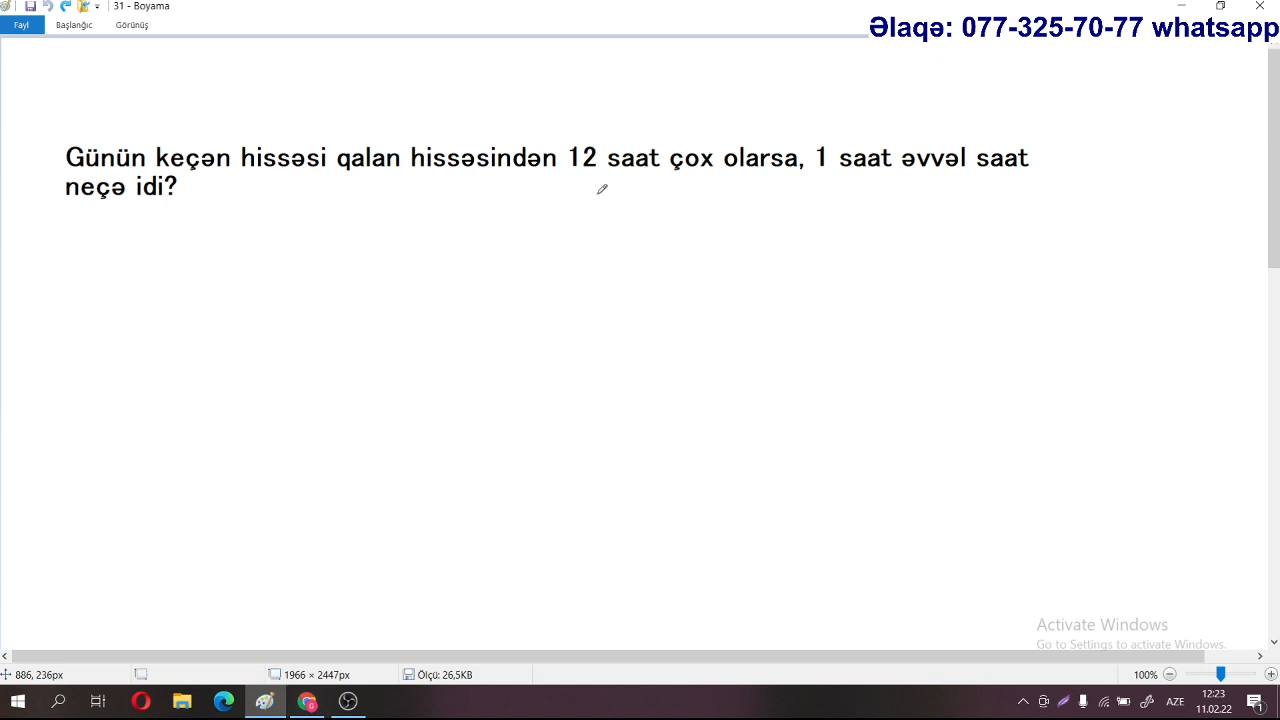 31 - Boyama
Fayl Başlanğıc Görünüş
Əlaqə: 077-325-70-77 whatsapp
Günün keçən hissəsi qalan hissəsindən 12 saat çox olarsa, 1 saat əvvəl saat
neçə idi?
Activate Windows
Go to Settings to activate Windows.
886, 236px 1966 × 2447px Ölçü: 26,5KB 100%
AZE 12:23
11.02.22
1